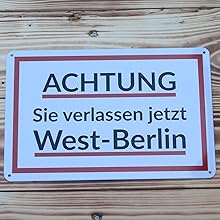 ACHTUNG
Sie verlassen jetzt
West-Berlin